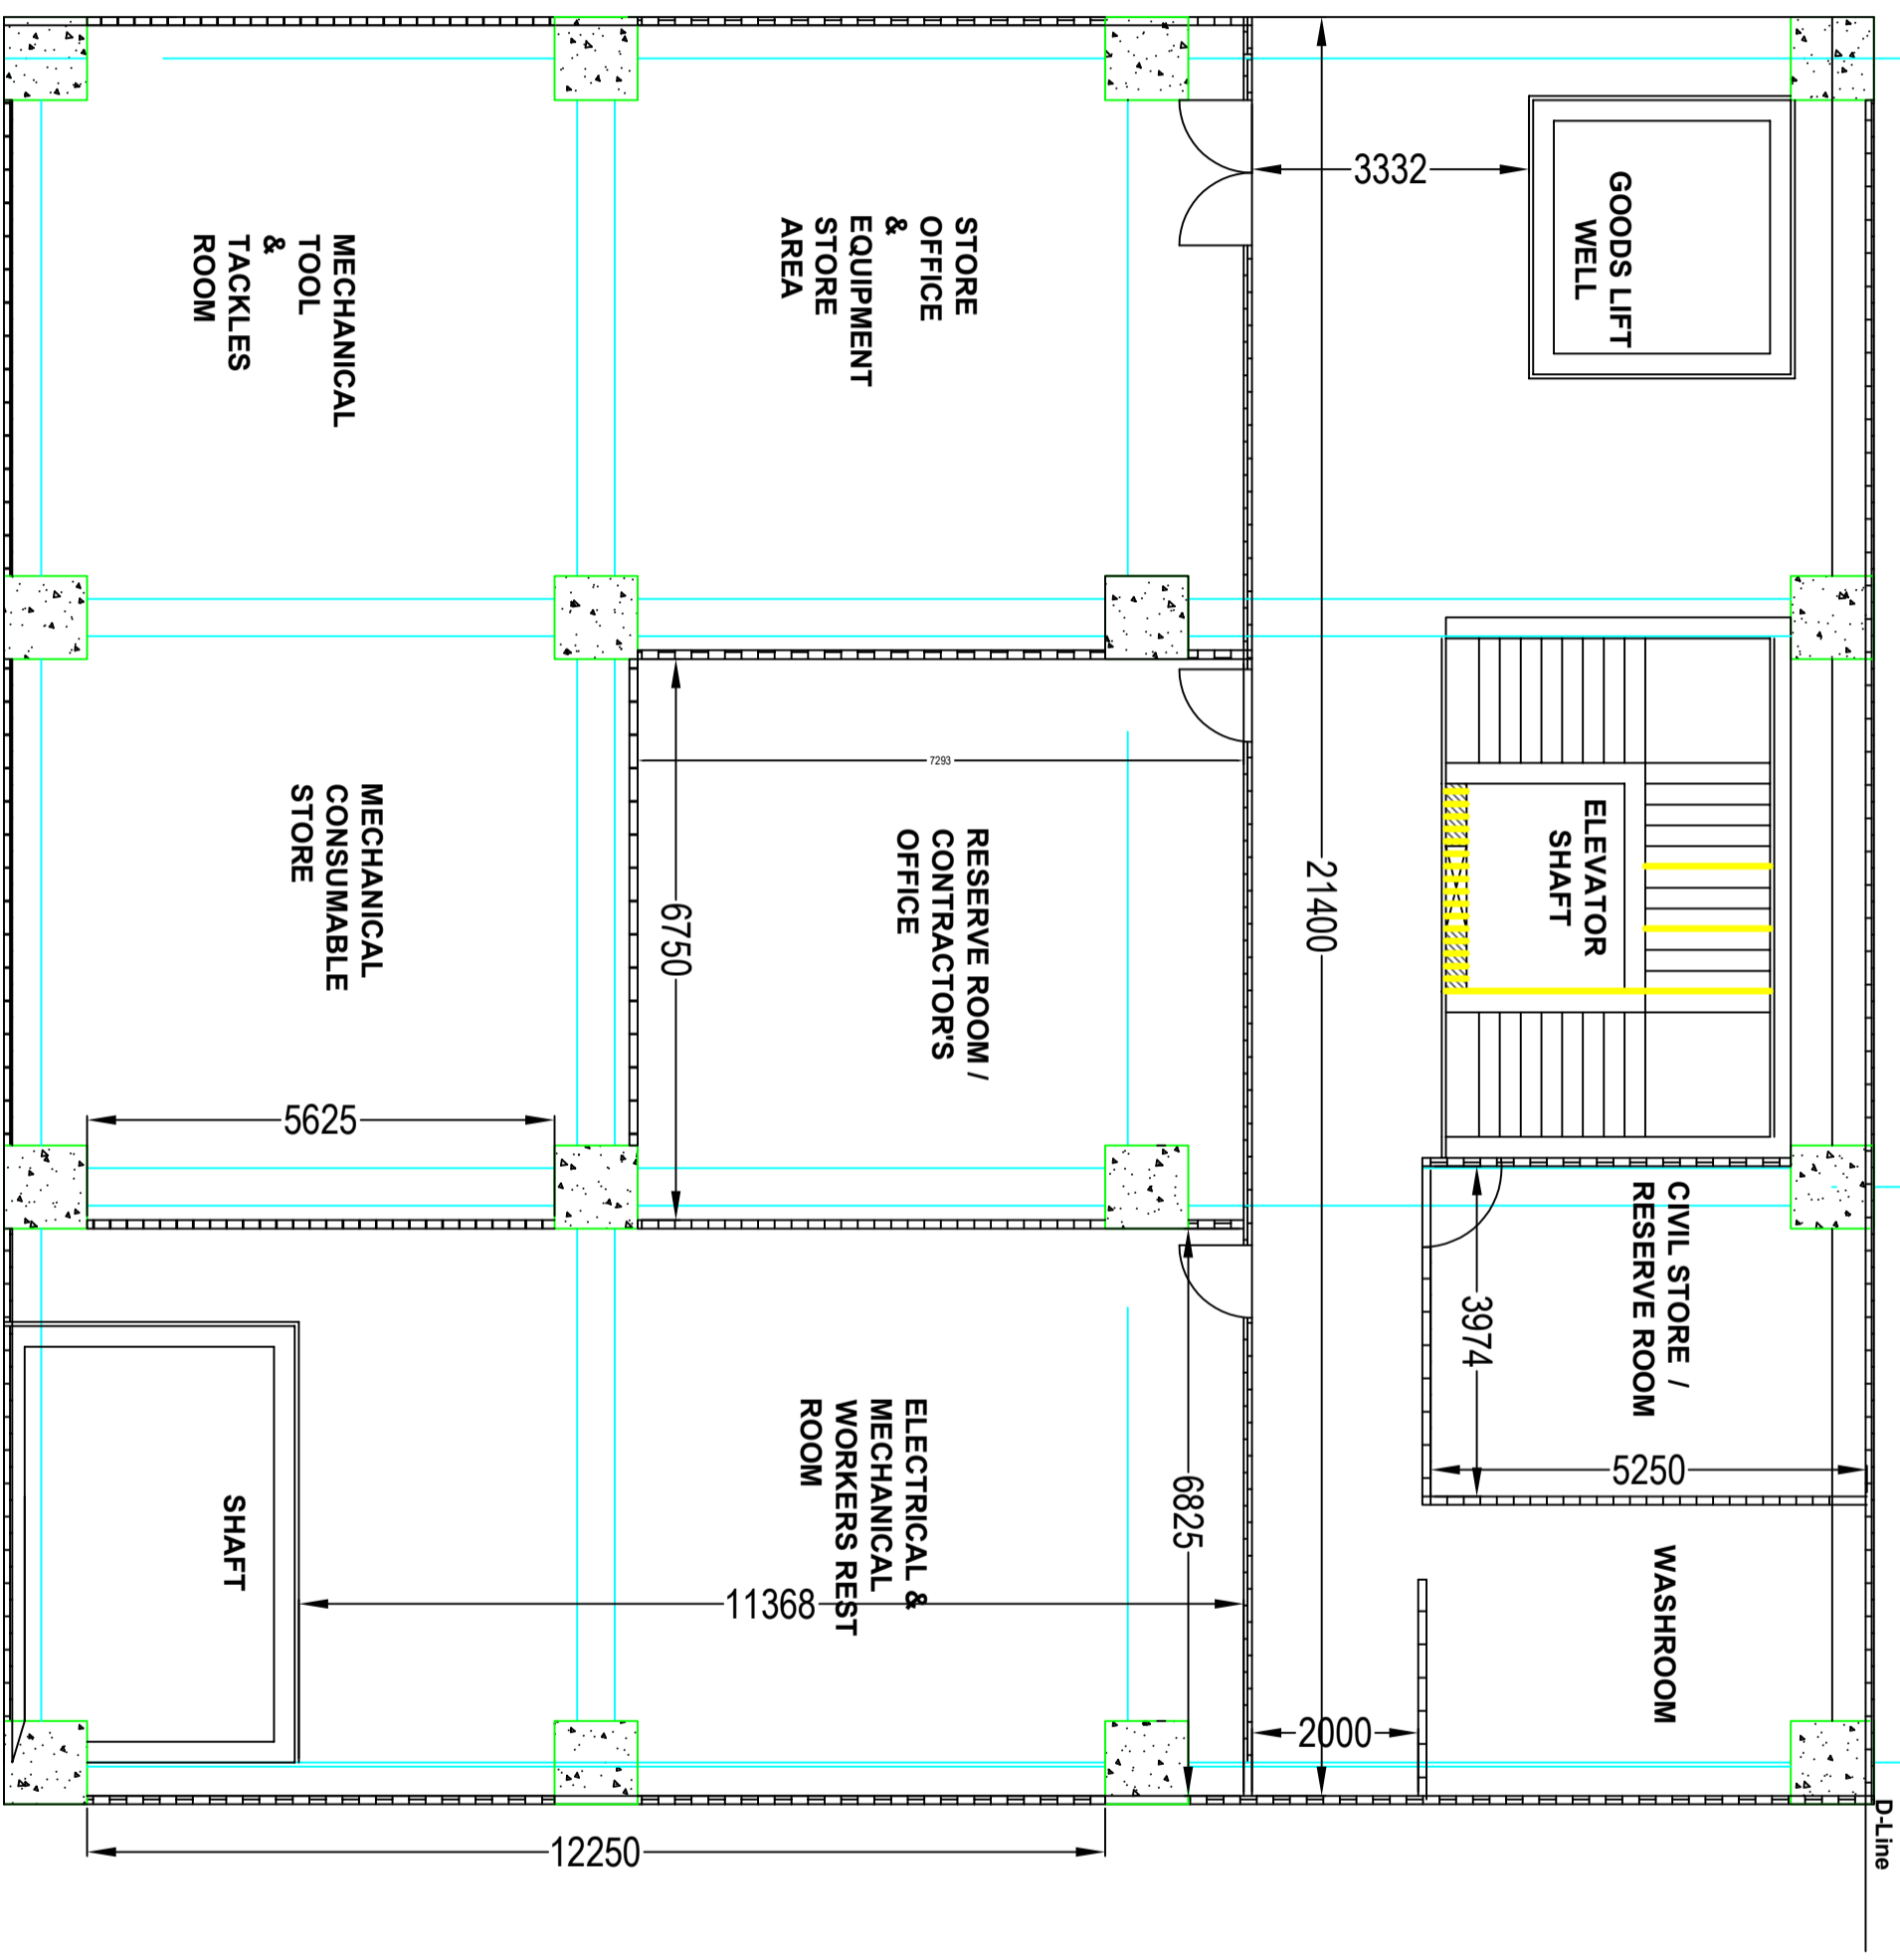 GOODS LIFT
WELL
3332
STORE
OFFICE
&
EQUIPMENT
STORE
AREA
MECHANICAL
TOOL
&
TACKLES
ROOM
ELEVATOR
SHAFT
21400
7293
RESERVE ROOM /
CONTRACTOR'S
OFFICE
6750
MECHANICAL
CONSUMABLE
STORE
5625
CIVIL STORE /
RESERVE ROOM
3974
5250
WASHROOM
6825
ELECTRICAL &
MECHANICAL
WORKERS REST
ROOM
11368
SHAFT
2000
12250
D-Line